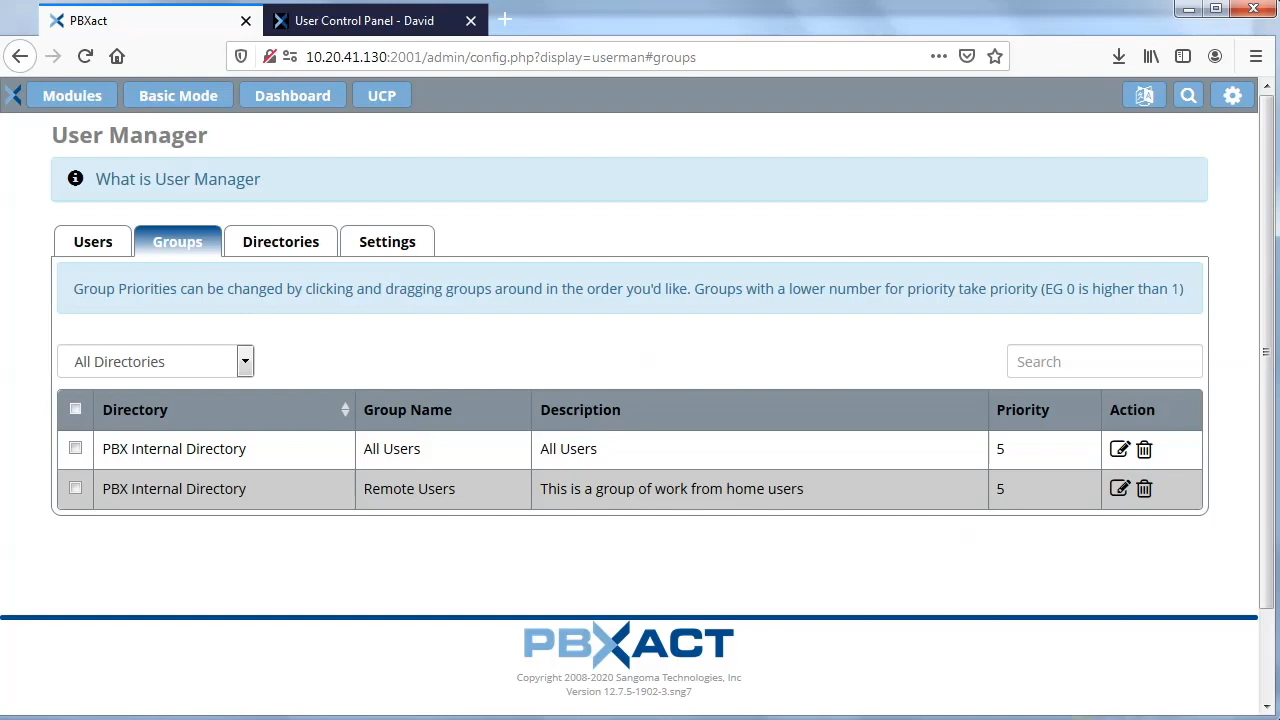 PBXact
User Control Panel - David
10.20.41.130:2001/admin/config.php?display=userman#groups
Modules
Basic Mode
Dashboard
UCP
User Manager
What is User Manager
Users
Groups
Directories
Settings
Group Priorities can be changed by clicking and dragging groups around in the order you'd like. Groups with a lower number for priority take priority (EG 0 is higher than 1)
All Directories
Search
Directory Group Name Description Priority Action
PBX Internal Directory All Users All Users 5
PBX Internal Directory Remote Users This is a group of work from home users 5
PBXACT
Copyright 2008-2020 Sangoma Technologies, Inc
Version 12.7.5-1902-3.sng7